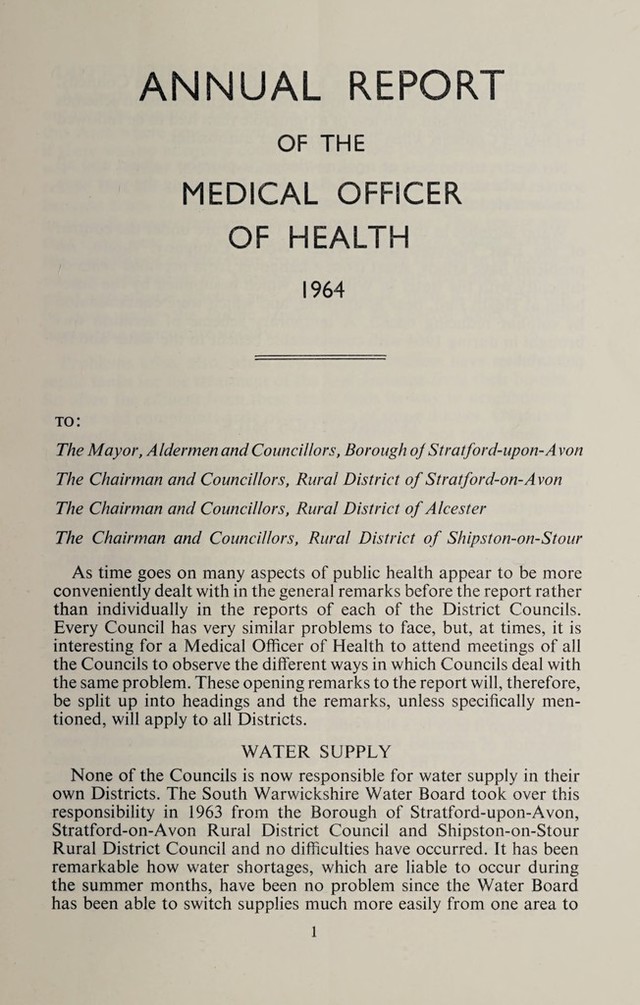 ANNUAL REPORT
OF THE
MEDICAL OFFICER
OF HEALTH
1964
TO:
The Mayor, Aldermen and Councillors, Borough of Stratford-upon-Avon
The Chairman and Councillors, Rural District of Stratford-on-Avon
The Chairman and Councillors, Rural District of Alcester
The Chairman and Councillors, Rural District of Shipston-on-Stour
As time goes on many aspects of public health appear to be more
conveniently dealt with in the general remarks before the report rather
than individually in the reports of each of the District Councils.
Every Council has very similar problems to face, but, at times, it is
interesting for a Medical Officer of Health to attend meetings of all
the Councils to observe the different ways in which Councils deal with
the same problem. These opening remarks to the report will, therefore,
be split up into headings and the remarks, unless specifically men-
tioned, will apply to all Districts.
WATER SUPPLY
None of the Councils is now responsible for water supply in their
own Districts. The South Warwickshire Water Board took over this
responsibility in 1963 from the Borough of Stratford-upon-Avon,
Stratford-on-Avon Rural District Council and Shipston-on-Stour
Rural District Council and no difficulties have occurred. It has been
remarkable how water shortages, which are liable to occur during
the summer months, have been no problem since the Water Board
has been able to switch supplies much more easily from one area to
1